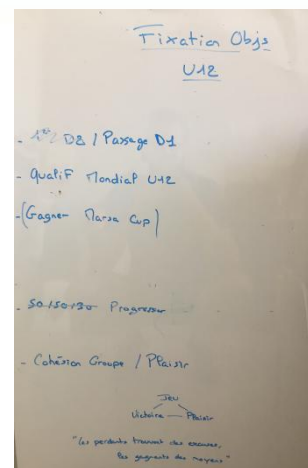 Fixation Objs
U12
- 1er D2 / Passage D1
- Qualif Mondial U12
- (Gagner Marsa Cup)
- 50/50/30 Progresser
- Cohésion Groupe / Plaisir
Jeu
Victoire — Plaisir
"Les perdants trouvent des excuses,
les gagnants des moyens"